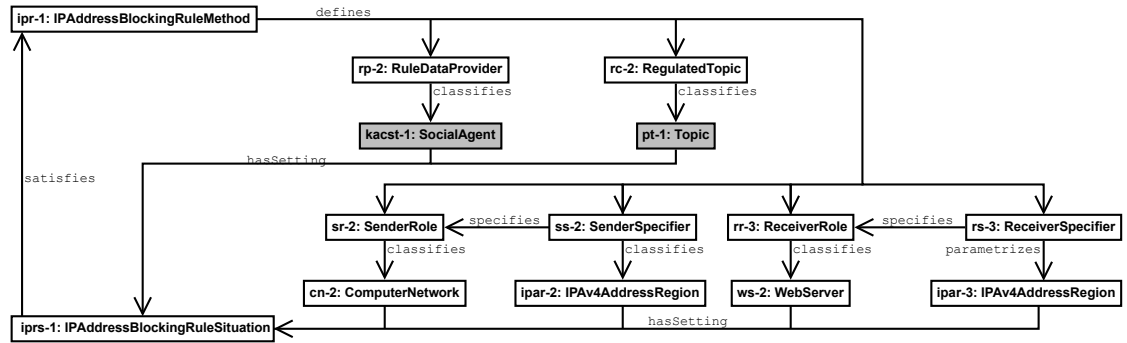 ipr-1: IPAddressBlockingRuleMethod
defines
rp-2: RuleDataProvider
rc-2: RegulatedTopic
classifies
classifies
kacst-1: SocialAgent
pt-1: Topic
hasSetting
satisfies
sr-2: SenderRole
specifies
ss-2: SenderSpecifier
rr-3: ReceiverRole
specifies
rs-3: ReceiverSpecifier
classifies
classifies
classifies
parametrizes
cn-2: ComputerNetwork
ipar-2: IPAv4AddressRegion
ws-2: WebServer
ipar-3: IPAv4AddressRegion
iprs-1: IPAddressBlockingRuleSituation
hasSetting